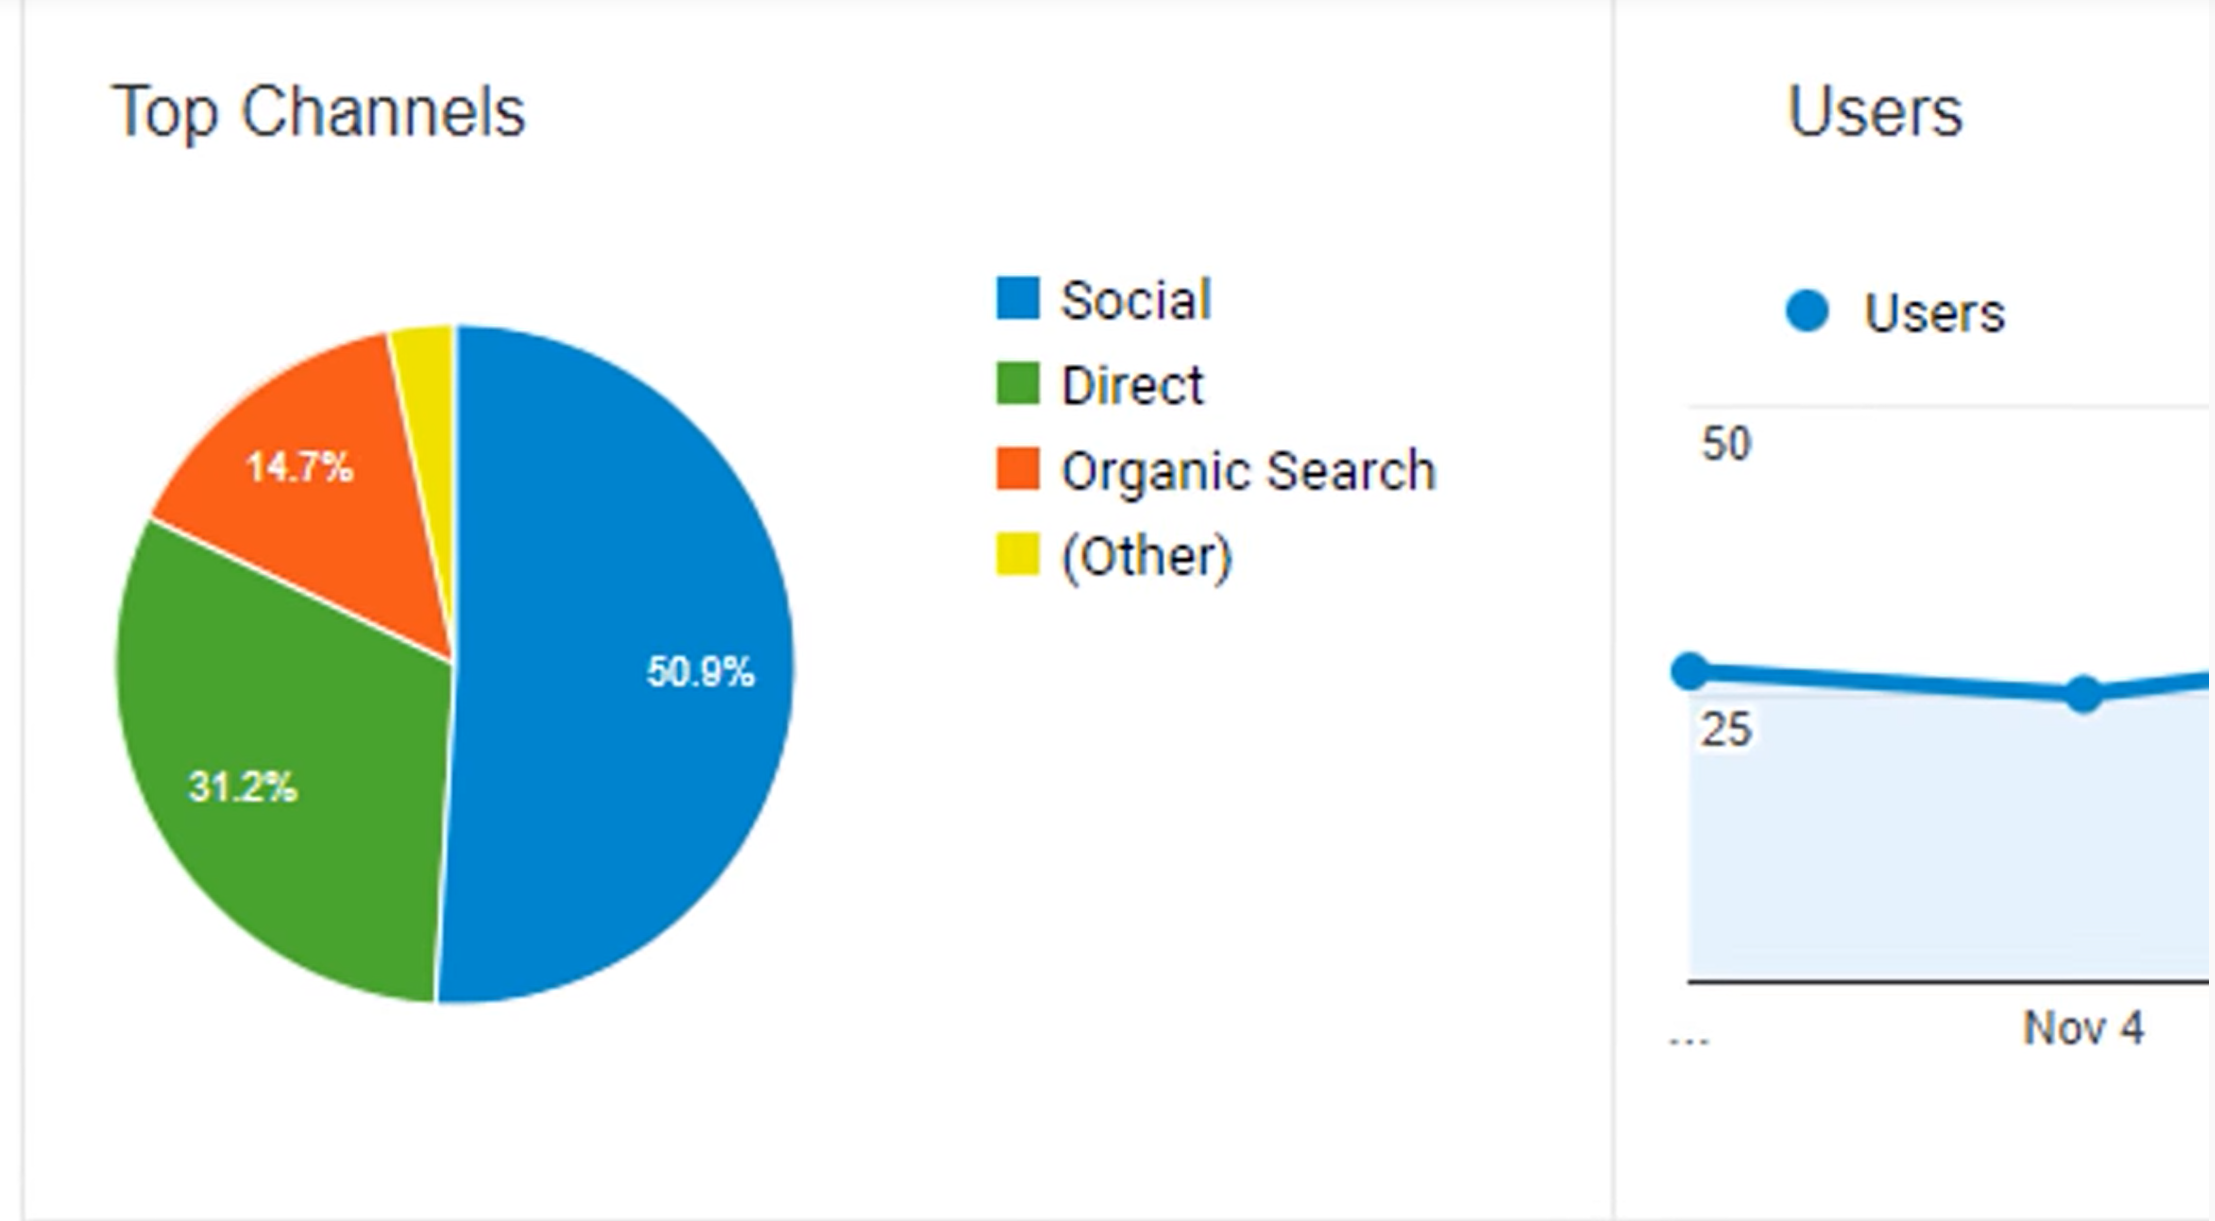 Top Channels
Social
Direct
Organic Search
(Other)
14.7%
50.9%
31.2%
Users
Users
50
25
...
Nov 4